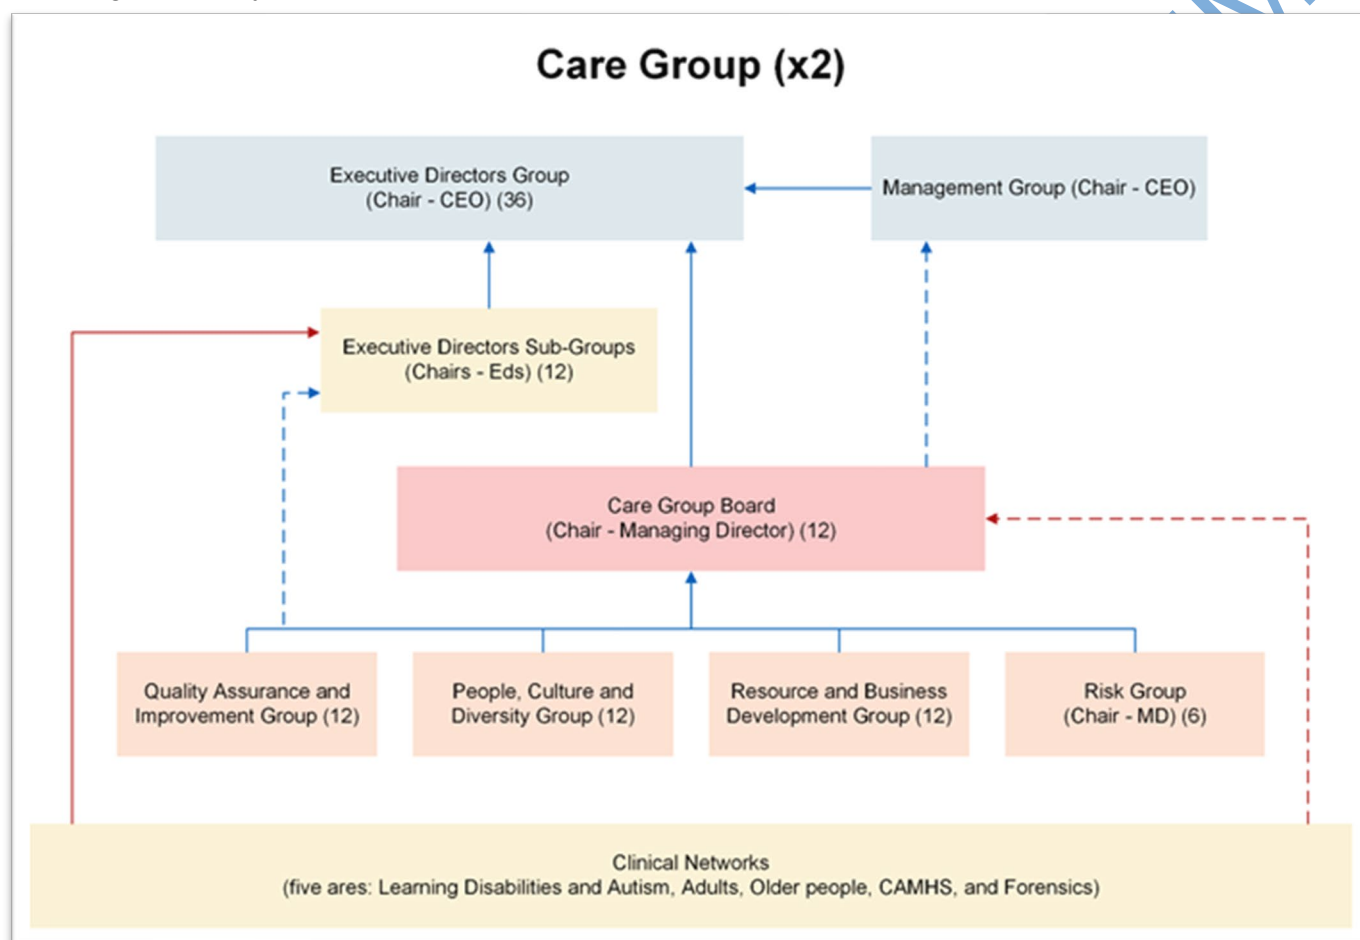 Care Group (x2)
Executive Directors Group
(Chair - CEO) (36)
Management Group (Chair - CEO)
Executive Directors Sub-Groups
(Chairs - Eds) (12)
Care Group Board
(Chair - Managing Director) (12)
Quality Assurance and
Improvement Group (12)
People, Culture and
Diversity Group (12)
Resource and Business
Development Group (12)
Risk Group
(Chair - MD) (6)
Clinical Networks
(five ares: Learning Disabilities and Autism, Adults, Older people, CAMHS, and Forensics)